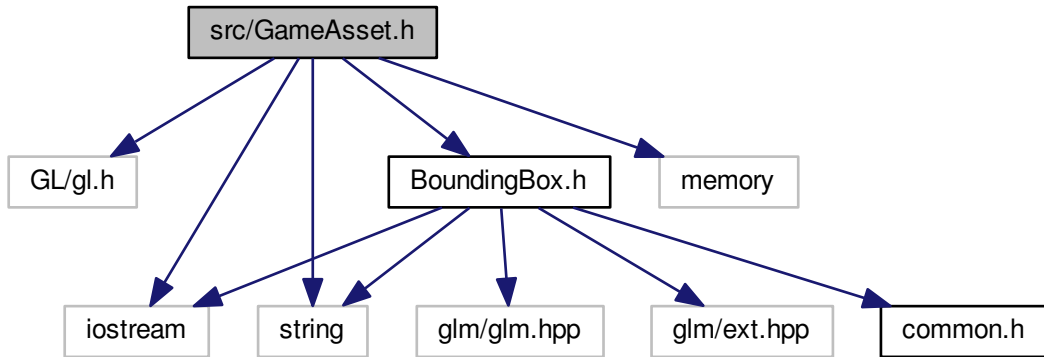 src/GameAsset.h
GL/gl.h
BoundingBox.h
memory
iostream
string
glm/glm.hpp
glm/ext.hpp
common.h